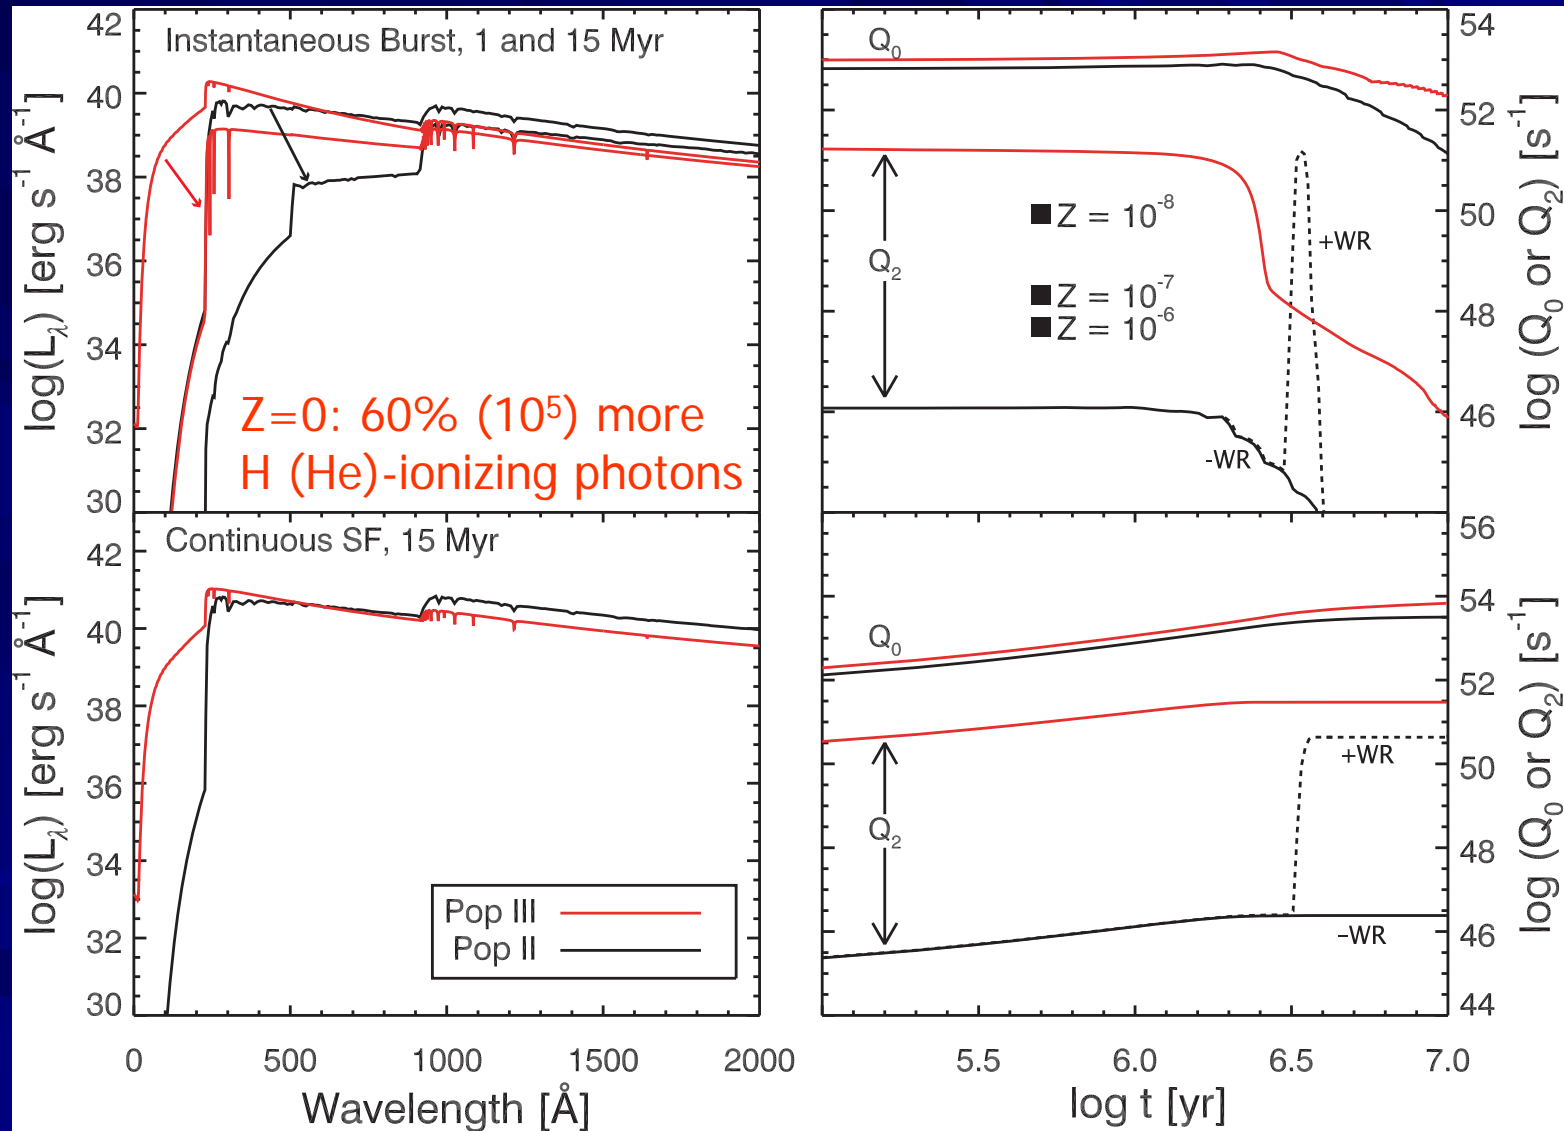 Instantaneous Burst, 1 and 15 Myr
42
40
38
36
34
32
30
log(Lλ) [erg s⁻¹ Å⁻¹]
Z=0: 60% (10⁵) more
H (He)-ionizing photons
Q₀
Q₂
Z = 10⁻⁸
Z = 10⁻⁷
Z = 10⁻⁶
+WR
-WR
54
52
50
48
46
log (Q₀ or Q₂) [s⁻¹]
Continuous SF, 15 Myr
42
40
38
36
34
32
30
log(Lλ) [erg s⁻¹ Å⁻¹]
Pop III
Pop II
0
500
1000
1500
2000
Wavelength [Å]
Q₀
Q₂
+WR
–WR
56
54
52
50
48
46
44
log (Q₀ or Q₂) [s⁻¹]
5.5
6.0
6.5
7.0
log t [yr]